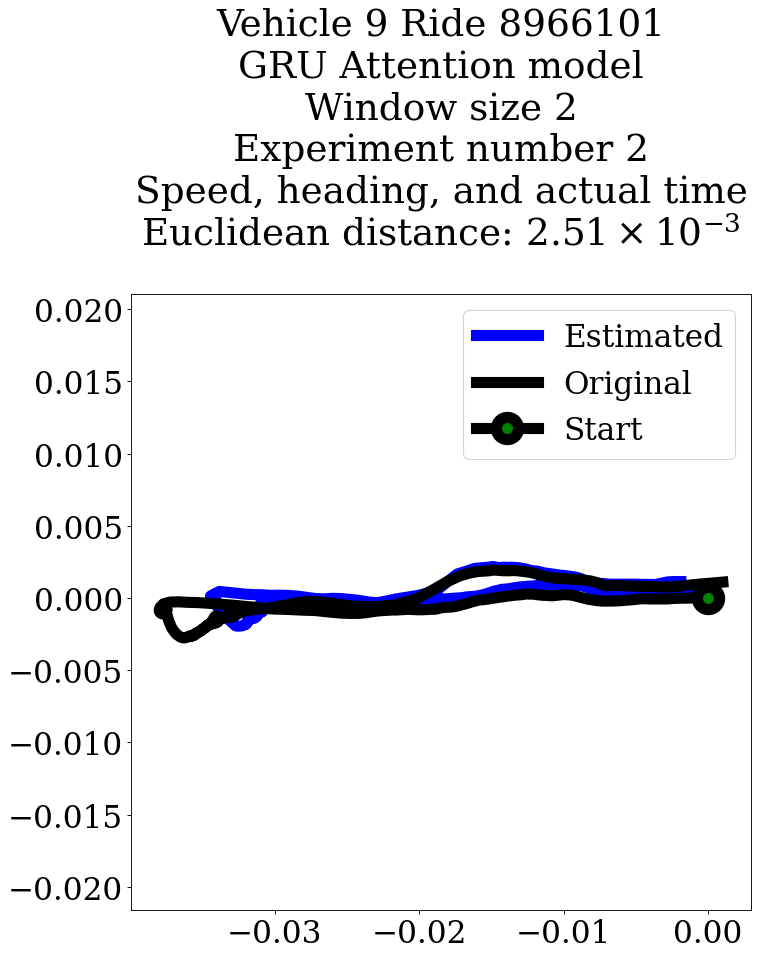 Vehicle 9 Ride 8966101
GRU Attention model
Window size 2
Experiment number 2
Speed, heading, and actual time
Euclidean distance: 2.51 × 10⁻³
Estimated
Original
Start
0.020
0.015
0.010
0.005
0.000
−0.005
−0.010
−0.015
−0.020
−0.03 −0.02 −0.01 0.00